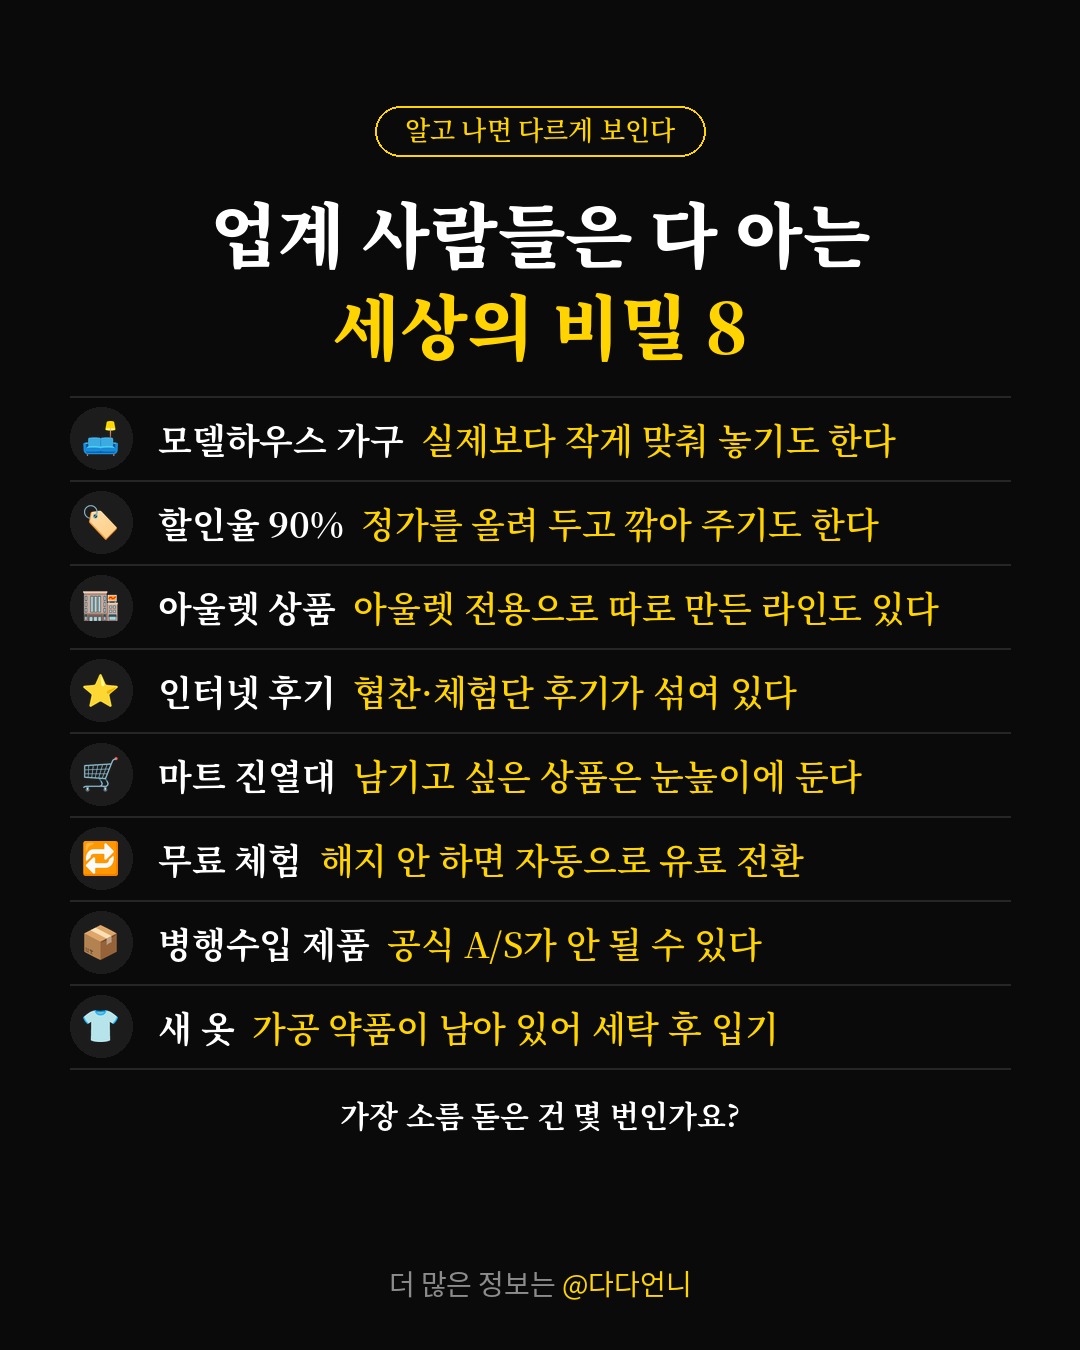 알고 나면 다르게 보인다
업계 사람들은 다 아는
세상의 비밀 8
모델하우스 가구 실제보다 작게 맞춰 놓기도 한다
할인율 90% 정가를 올려 두고 깎아 주기도 한다
아울렛 상품 아울렛 전용으로 따로 만든 라인도 있다
인터넷 후기 협찬·체험단 후기가 섞여 있다
마트 진열대 남기고 싶은 상품은 눈높이에 둔다
무료 체험 해지 안 하면 자동으로 유료 전환
병행수입 제품 공식 A/S가 안 될 수 있다
새 옷 가공 약품이 남아 있어 세탁 후 입기
가장 소름 돋은 건 몇 번인가요?
더 많은 정보는 @다다언니